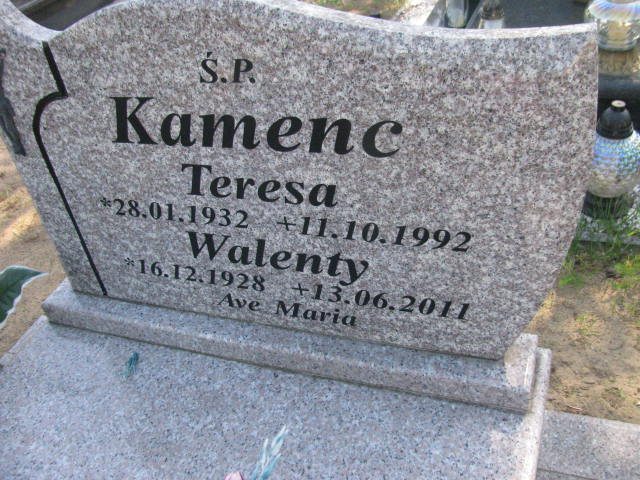 Ś.P.
Kamenc
Teresa
*28.01.1932 +11.10.1992
Walenty
*16.12.1928 +13.06.2011
Ave Maria